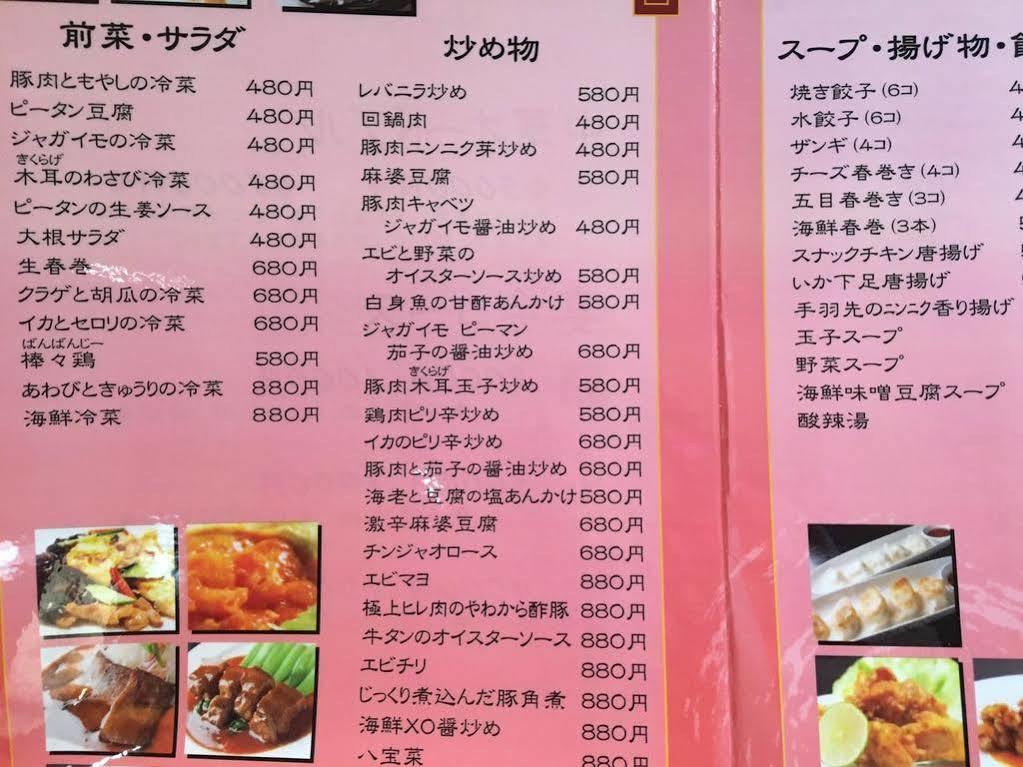 前菜・サラダ
豚肉ともやしの冷菜 480円
ピータン豆腐 480円
ジャガイモの冷菜 480円
きくらげ
木耳のわさび冷菜 480円
ピータンの生姜ソース 480円
大根サラダ 480円
生春巻 680円
クラゲと胡瓜の冷菜 680円
イカとセロリの冷菜 680円
ばんばんじー
棒々鶏 580円
あわびときゅうりの冷菜 880円
海鮮冷菜 880円
炒め物
レバニラ炒め 580円
回鍋肉 480円
豚肉ニンニク芽炒め 480円
麻婆豆腐 580円
豚肉キャベツ
ジャガイモ醤油炒め 480円
エビと野菜の
オイスターソース炒め 580円
白身魚の甘酢あんかけ 580円
ジャガイモ ピーマン
茄子の醤油炒め 680円
きくらげ
豚肉木耳玉子炒め 580円
鶏肉ピリ辛炒め 580円
イカのピリ辛炒め 680円
豚肉と茄子の醤油炒め 680円
海老と豆腐の塩あんかけ 580円
激辛麻婆豆腐 680円
チンジャオロース 680円
エビマヨ 880円
極上ヒレ肉のやわから酢豚 880円
牛タンのオイスターソース 880円
エビチリ 880円
じっくり煮込んだ豚角煮 880円
海鮮XO醤炒め 880円
八宝菜 880円
スープ・揚げ物・
焼き餃子(6コ)
水餃子(6コ)
ザンギ(4コ)
チーズ春巻き(4コ)
五目春巻き(3コ)
海鮮春巻(3本)
スナックチキン唐揚げ
いか下足唐揚げ
手羽先のニンニク香り揚げ
玉子スープ
野菜スープ
海鮮味噌豆腐スープ
酸辣湯